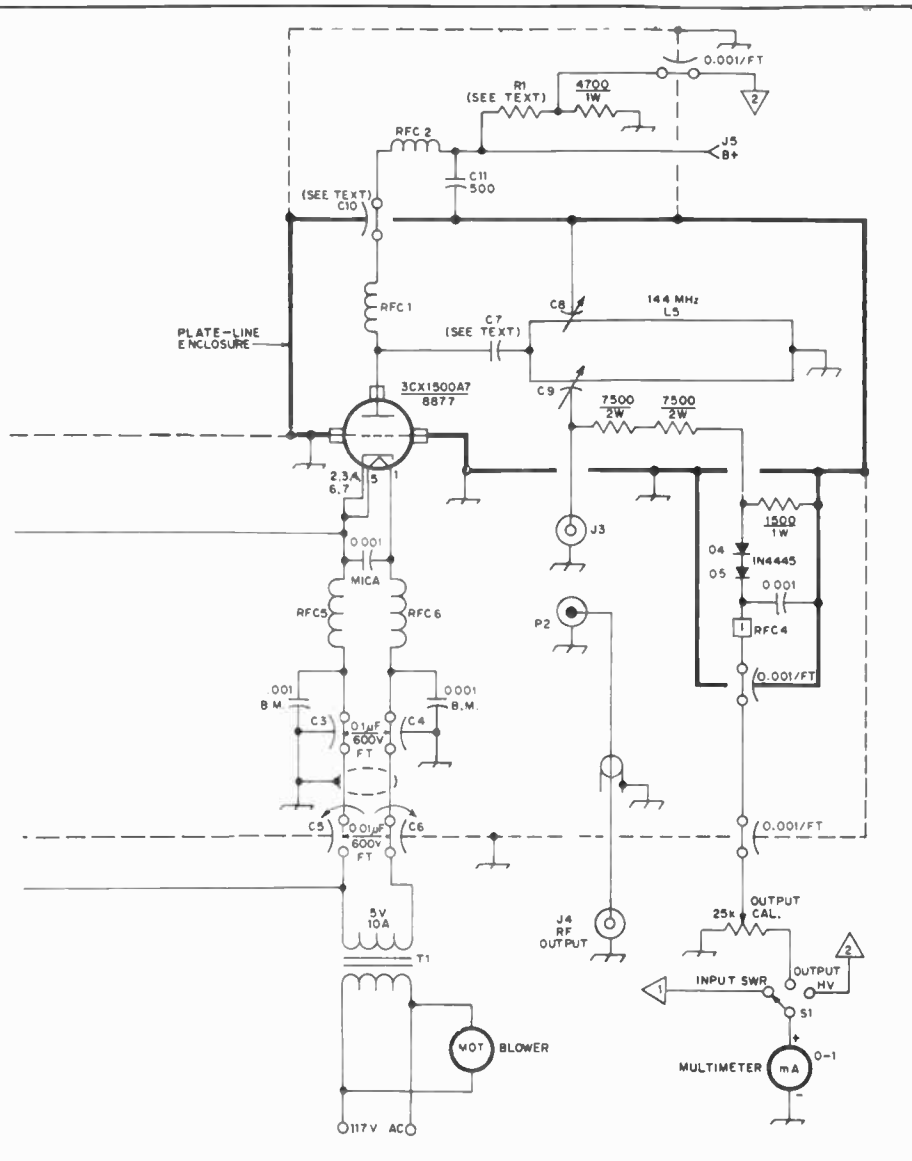 0.001/FT
R1
(SEE TEXT)
4700
1W
2
RFC 2
J5
B+
C11
500
(SEE TEXT)
C10
RFC 1
C8
144 MHz
L5
C7
(SEE TEXT)
PLATE-LINE
ENCLOSURE
3CX1500A7
8877
C9
7500
2W
7500
2W
2,3,4,
6,7
5
1
0.001
MICA
J3
1500
1W
D4
D5
1N4445
0.001
RFC5
RFC6
P2
1
RFC4
0.001/FT
.001
B.M.
0.001
B.M.
C3
0.1µF
600V
FT
C4
C5
0.01µF
600V
FT
C6
0.001/FT
5V
10A
T1
J4
RF
OUTPUT
25k
OUTPUT
CAL.
2
INPUT SWR
OUTPUT
HV
1
S1
MOT
BLOWER
MULTIMETER
+
mA
0-1
-
117V AC